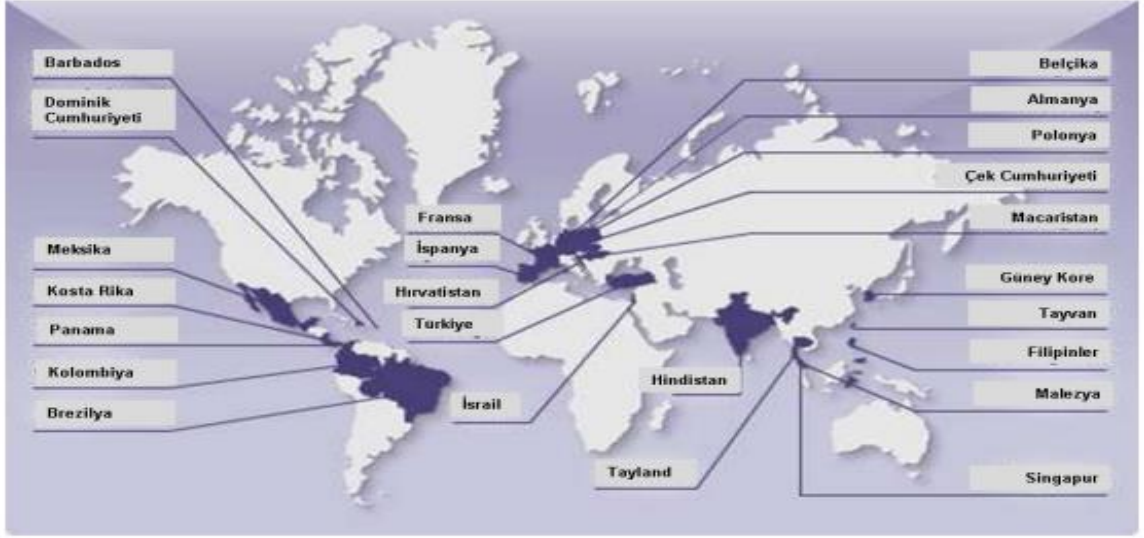 Barbados
Dominik
Cumhuriyeti
Meksika
Kosta Rika
Panama
Kolombiya
Brezilya
Fransa
İspanya
Hırvatistan
Türkiye
İsrail
Hindistan
Tayland
Belçika
Almanya
Polonya
Çek Cumhuriyeti
Macaristan
Güney Kore
Tayvan
Filipinler
Malezya
Singapur